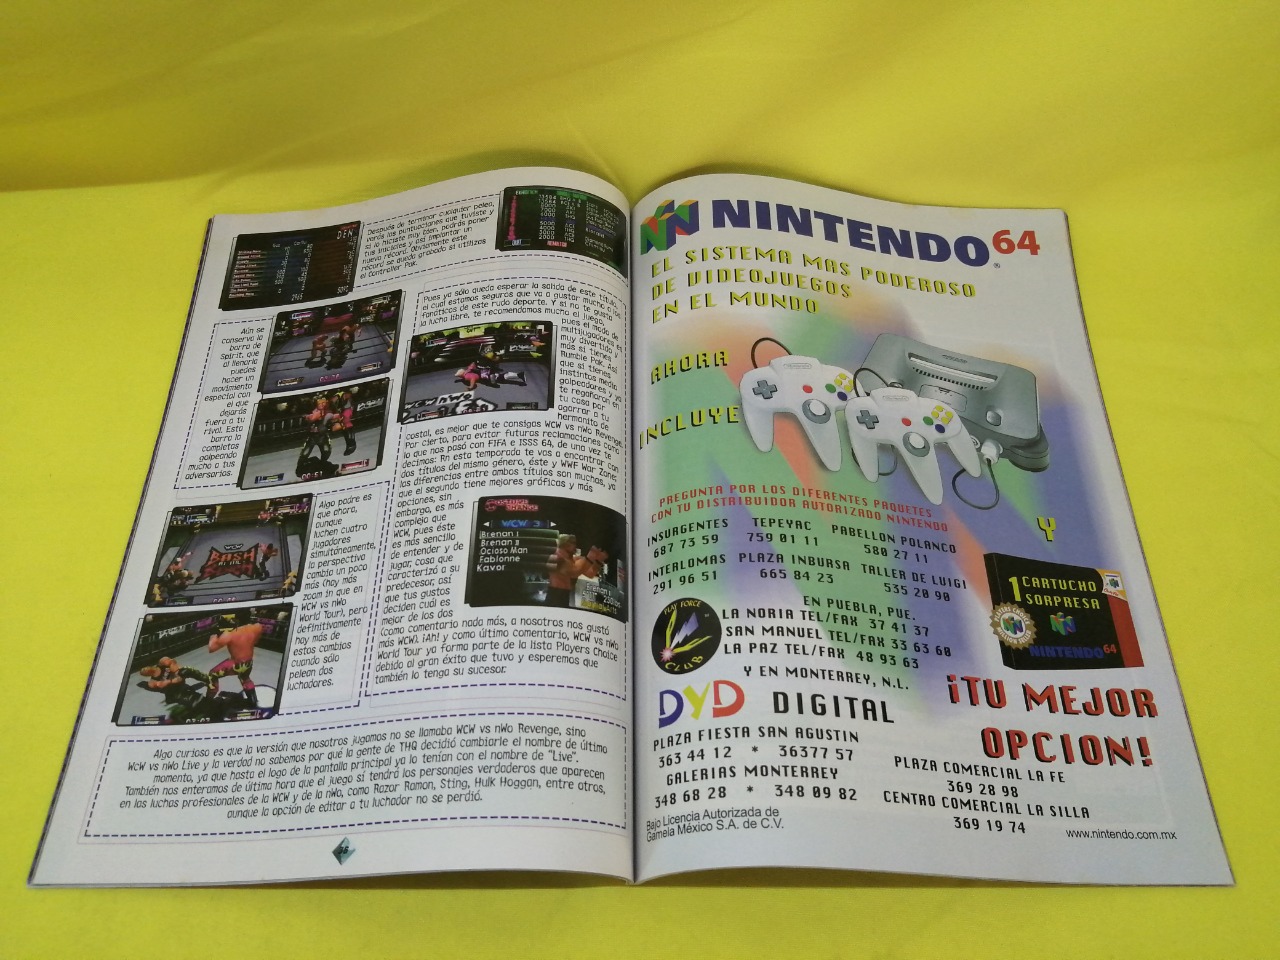 Después de terminar cualquier pelea,
verás las puntuaciones que tuviste y
si lo hiciste muy bien, podrás poner
tus iniciales y así implantar un
nuevo récord. Obviamente este
récord se queda grabado si utilizas
el Controller Pak.
Aún se
conserva la
barra de
Spirit, que
al llenarla
puedes
hacer un
movimiento
especial con
el que
dejarás
fuera a tu
rival. Esta
barra la
completas
golpeando
mucho a tus
adversarios.
Algo padre es
que ahora,
aunque
luchen cuatro
jugadores
simultáneamente,
la perspectiva
cambia un poco
más (hay más
zoom in que en
WCW vs nWo
World Tour), pero
definitivamente
hay más de
estos cambios
cuando sólo
pelean dos
luchadores.
Pues ya sólo queda esperar la salida de este título,
el cual estamos seguros que va a gustar mucho a los
fanáticos de este rudo deporte. Y si no te gusta
la lucha libre, te recomendamos mucho el juego,
pues el modo de
multijugadores es
muy divertido y
más si tienes
Rumble Pak. Así
que si tienes
instintos medio
golpeadores y ya
te regañaron en
tu casa por
agarrar a tu
hermanito de
costal, es mejor que te consigas WCW vs nWo Revenge.
Por cierto, para evitar futuras reclamaciones como
lo que nos pasó con FIFA e ISSS 64, de una vez te
decimos: En esta temporada te vas a encontrar con
dos títulos del mismo género, éste y WWF War Zone;
las diferencias entre ambos títulos son muchas, ya
que el segundo tiene mejores gráficos y más
opciones, sin
embargo, es más
complejo que
WCW, pues éste
es más sencillo
de entender y de
jugar, cosa que
caracterizó a su
predecesor, así
que tus gustos
deciden cuál es
mejor de los dos
(como comentario nada más, a nosotros nos gustó
más WCW). ¡Ah! y como último comentario, WCW vs nWo
World Tour ya forma parte de la lista Players Choice
debido al gran éxito que tuvo y esperemos que
también lo tenga su sucesor.
WCW 3
Brenan I
Brenan II
Ocioso Man
Fabionne
Kavor
Algo curioso es que la versión que nosotros jugamos no se llamaba WCW vs nWo Revenge, sino
WcW vs nWo Live y la verdad no sabemos por qué la gente de THQ decidió cambiarle el nombre de último
momento, ya que hasta el logo de la pantalla principal ya lo tenían con el nombre de "Live".
También nos enteramos de última hora que el juego sí tendrá los personajes verdaderos que aparecen
en las luchas profesionales de la WCW y de la nWo, como Razor Ramon, Sting, Hulk Hoggan, entre otros,
aunque la opción de editar a tu luchador no se perdió.
36
NINTENDO 64
EL SISTEMA MAS PODEROSO
DE VIDEOJUEGOS
EN EL MUNDO
AHORA
INCLUYE
PREGUNTA POR LOS DIFERENTES PAQUETES
CON TU DISTRIBUIDOR AUTORIZADO NINTENDO
INSURGENTES TEPEYAC PABELLON POLANCO
687 73 59 759 01 11 580 27 11
INTERLOMAS PLAZA INBURSA TALLER DE LUIGI
291 96 51 665 84 23 535 20 90
Y
1 CARTUCHO
SORPRESA
NINTENDO 64
PLAY FORCE
CLUB
EN PUEBLA, PUE.
LA NORIA TEL/FAX 37 41 37
SAN MANUEL TEL/FAX 33 63 60
LA PAZ TEL/FAX 48 93 63
Y EN MONTERREY, N.L.
DYD DIGITAL
¡TU MEJOR
OPCION!
PLAZA FIESTA SAN AGUSTIN
363 44 12 * 36377 57
GALERIAS MONTERREY
348 68 28 * 348 09 82
PLAZA COMERCIAL LA FE
369 28 98
CENTRO COMERCIAL LA SILLA
369 19 74
Bajo Licencia Autorizada de
Gamela México S.A. de C.V.
www.nintendo.com.mx